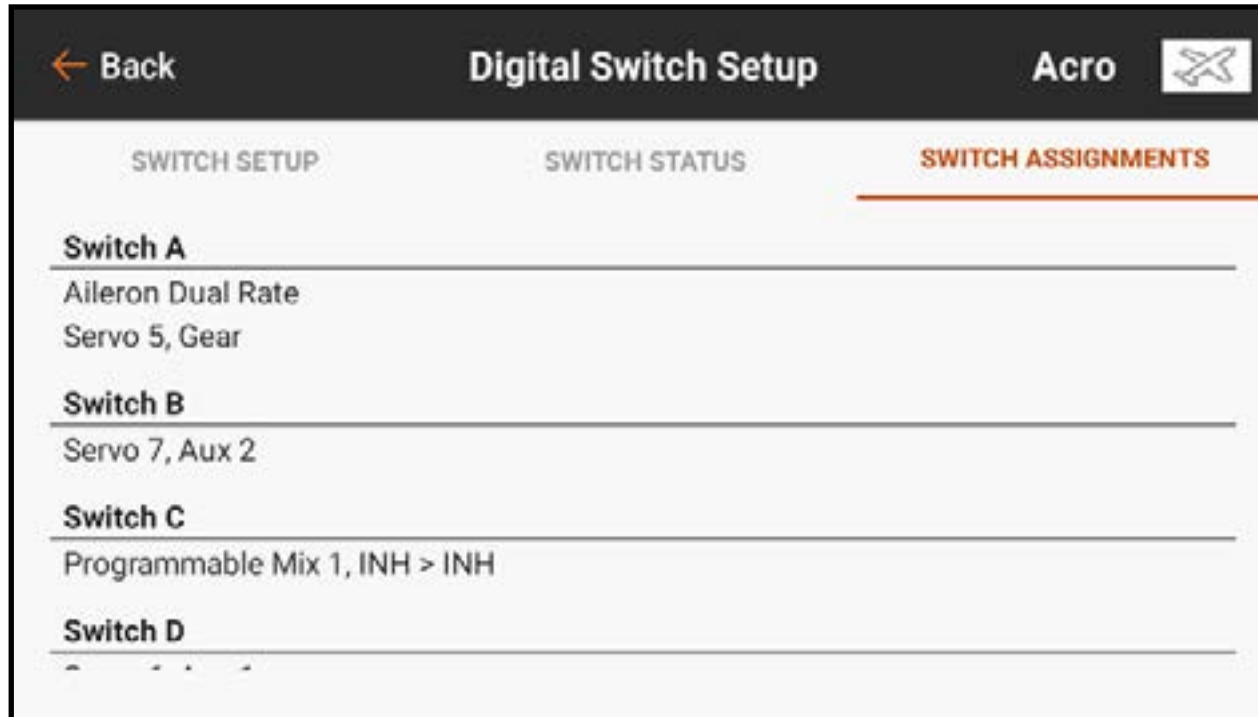 Back
Digital Switch Setup
Acro
SWITCH SETUP
SWITCH STATUS
SWITCH ASSIGNMENTS
Switch A
Aileron Dual Rate
Servo 5, Gear
Switch B
Servo 7, Aux 2
Switch C
Programmable Mix 1, INH > INH
Switch D